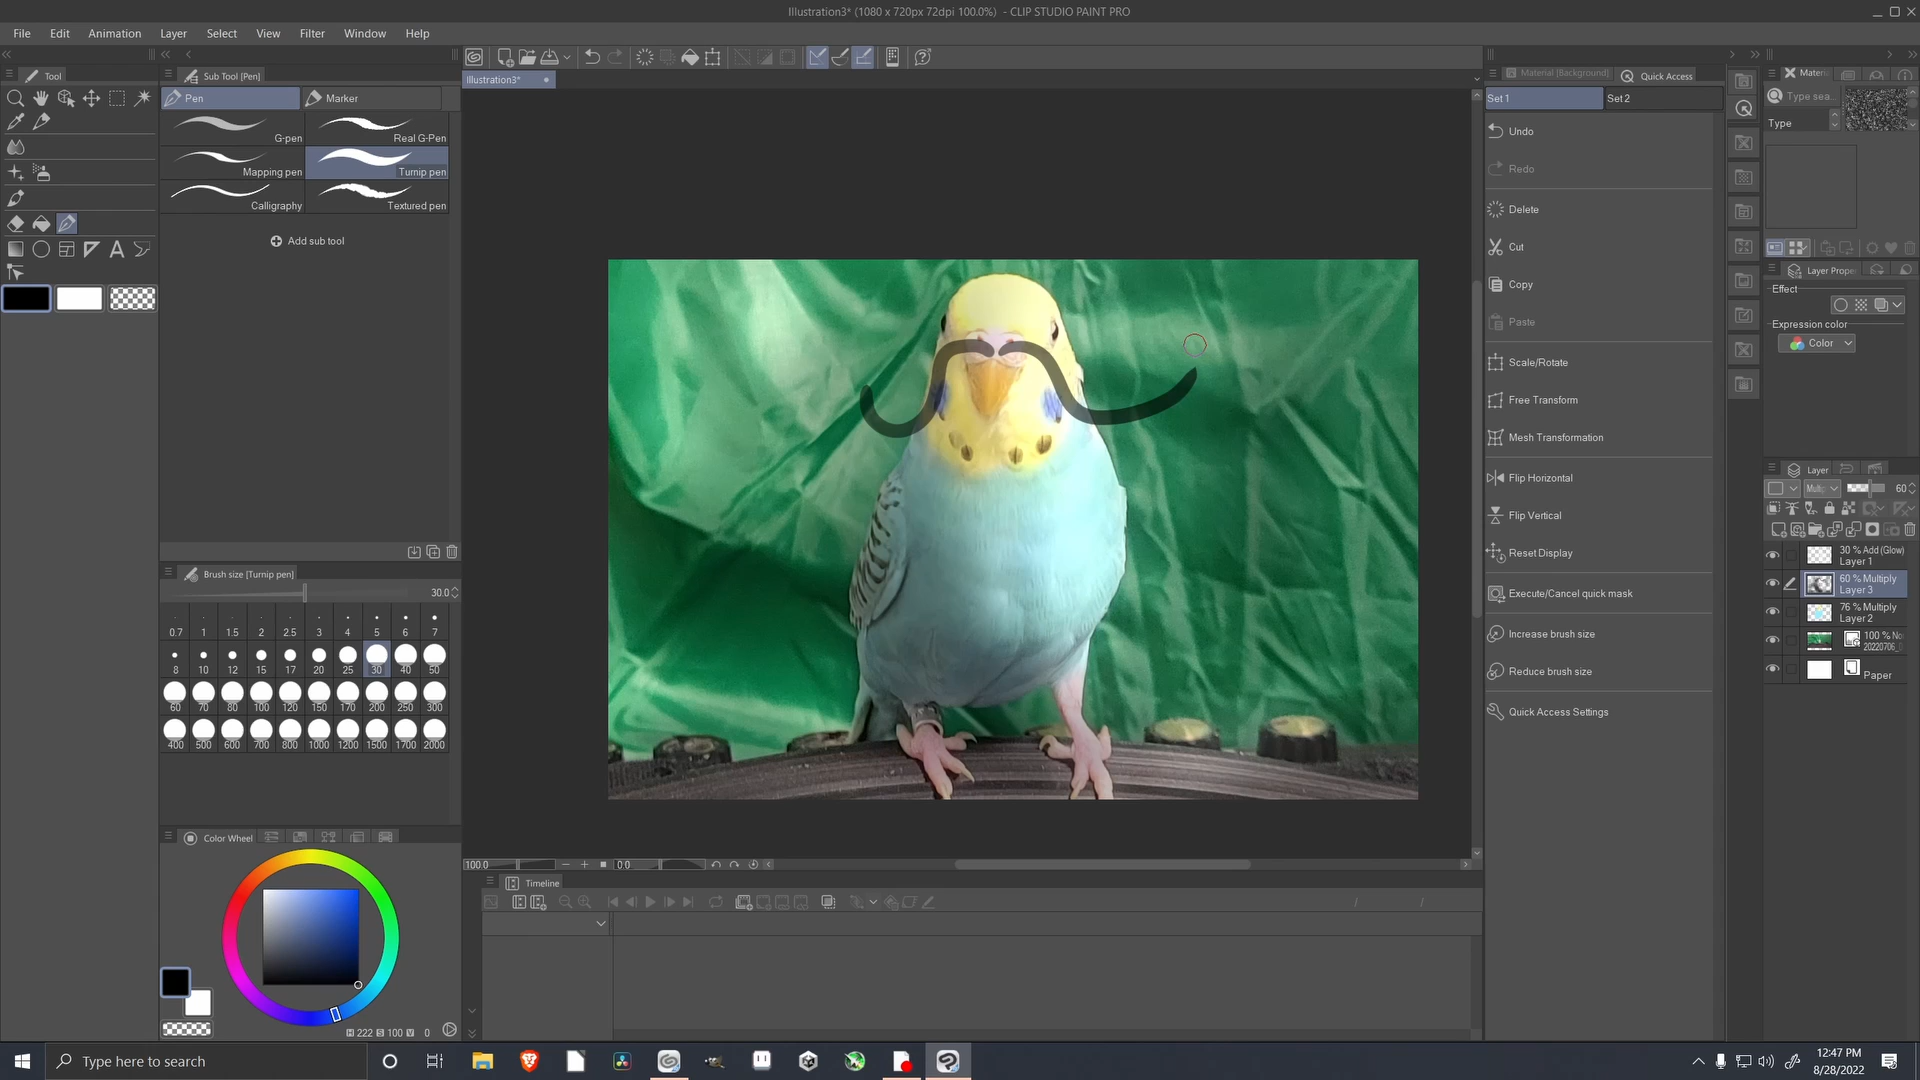 Illustration3* (1080 x 720px 72dpi 100.0%) - CLIP STUDIO PAINT PRO
File Edit Animation Layer Select View Filter Window Help
Tool
Sub Tool [Pen]
Pen
Marker
G-pen
Real G-Pen
Mapping pen
Turnip pen
Calligraphy
Textured pen
Add sub tool
Brush size [Turnip pen]
30.0
0.7 1 1.5 2 2.5 3 4 5 6 7
8 10 12 15 17 20 25 30 40 50
60 70 80 100 120 150 170 200 250 300
400 500 600 700 800 1000 1200 1500 1700 2000
Color Wheel
H 222 S 100 V 0
Illustration3*
100.0
0.0
Timeline
/ /
Material [Background]
Quick Access
Set 1
Set 2
Undo
Redo
Delete
Cut
Copy
Paste
Scale/Rotate
Free Transform
Mesh Transformation
Flip Horizontal
Flip Vertical
Reset Display
Execute/Cancel quick mask
Increase brush size
Reduce brush size
Quick Access Settings
Materi
Type sea
Type
Layer Prope
Effect
Expression color
Color
Layer
60
30 % Add (Glow)
Layer 1
60 % Multiply
Layer 3
76 % Multiply
Layer 2
100 % No
20220706_
Paper
Type here to search
12:47 PM
8/28/2022